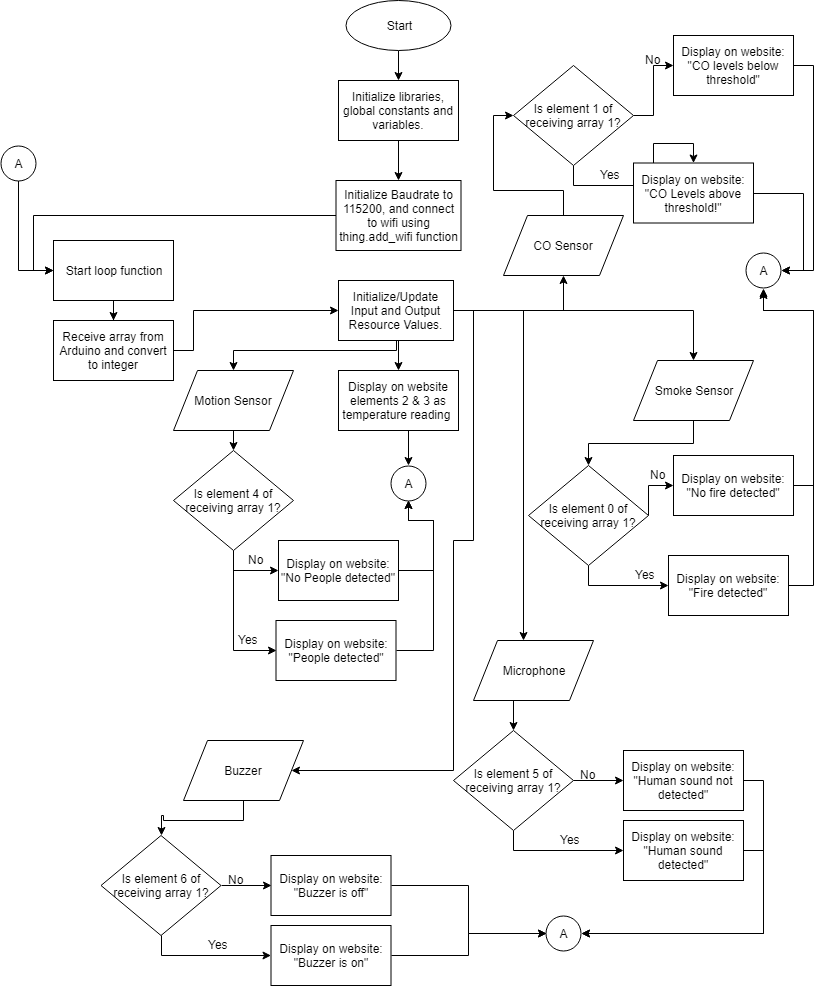 Start
Initialize libraries,
global constants and
variables.
Initialize Baudrate to
115200, and connect
to wifi using
thing.add_wifi function
A
Start loop function
Receive array from
Arduino and convert
to integer
Initialize/Update
Input and Output
Resource Values.
Is element 1 of
receiving array 1?
No
Display on website:
"CO levels below
threshold"
Yes
Display on website:
"CO Levels above
threshold!"
CO Sensor
A
Motion Sensor
Display on website
elements 2 & 3 as
temperature reading
A
Is element 4 of
receiving array 1?
No
Display on website:
"No People detected"
Yes
Display on website:
"People detected"
Smoke Sensor
Is element 0 of
receiving array 1?
No
Display on website:
"No fire detected"
Yes
Display on website:
"Fire detected"
Microphone
Is element 5 of
receiving array 1?
No
Display on website:
"Human sound not
detected"
Yes
Display on website:
"Human sound
detected"
Buzzer
Is element 6 of
receiving array 1?
No
Display on website:
"Buzzer is off"
Yes
Display on website:
"Buzzer is on"
A